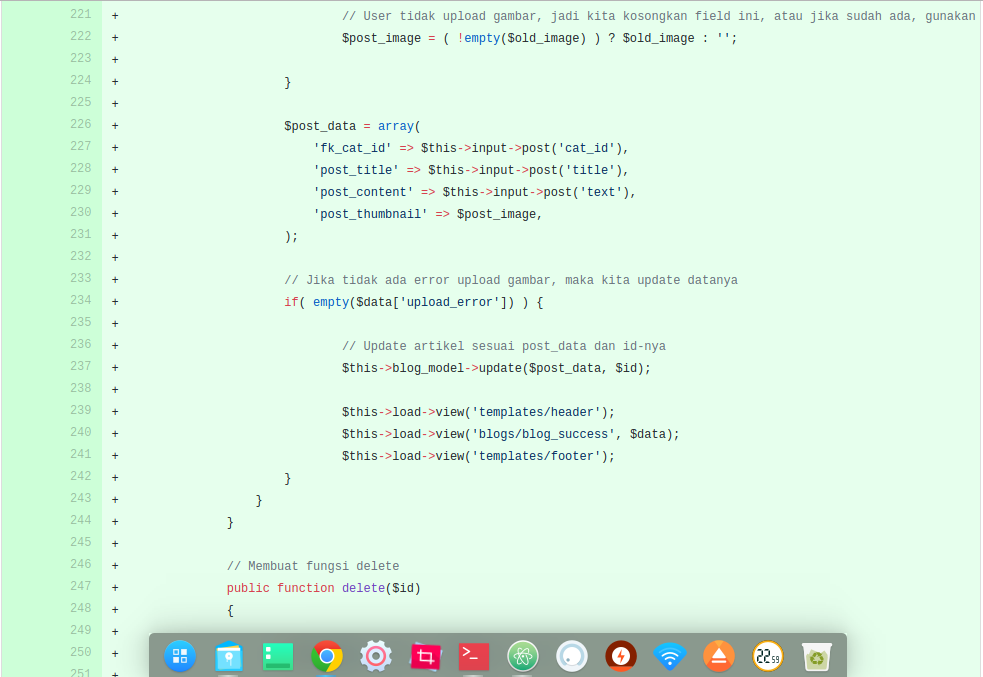 221 + // User tidak upload gambar, jadi kita kosongkan field ini, atau jika sudah ada, gunakan
222 + $post_image = ( !empty($old_image) ) ? $old_image : '';
223 +
224 + }
225 +
226 + $post_data = array(
227 + 'fk_cat_id' => $this->input->post('cat_id'),
228 + 'post_title' => $this->input->post('title'),
229 + 'post_content' => $this->input->post('text'),
230 + 'post_thumbnail' => $post_image,
231 + );
232 +
233 + // Jika tidak ada error upload gambar, maka kita update datanya
234 + if( empty($data['upload_error']) ) {
235 +
236 + // Update artikel sesuai post_data dan id-nya
237 + $this->blog_model->update($post_data, $id);
238 +
239 + $this->load->view('templates/header');
240 + $this->load->view('blogs/blog_success', $data);
241 + $this->load->view('templates/footer');
242 + }
243 + }
244 + }
245 +
246 + // Membuat fungsi delete
247 + public function delete($id)
248 + {
249 +
250 +
251 +
>_
22 59